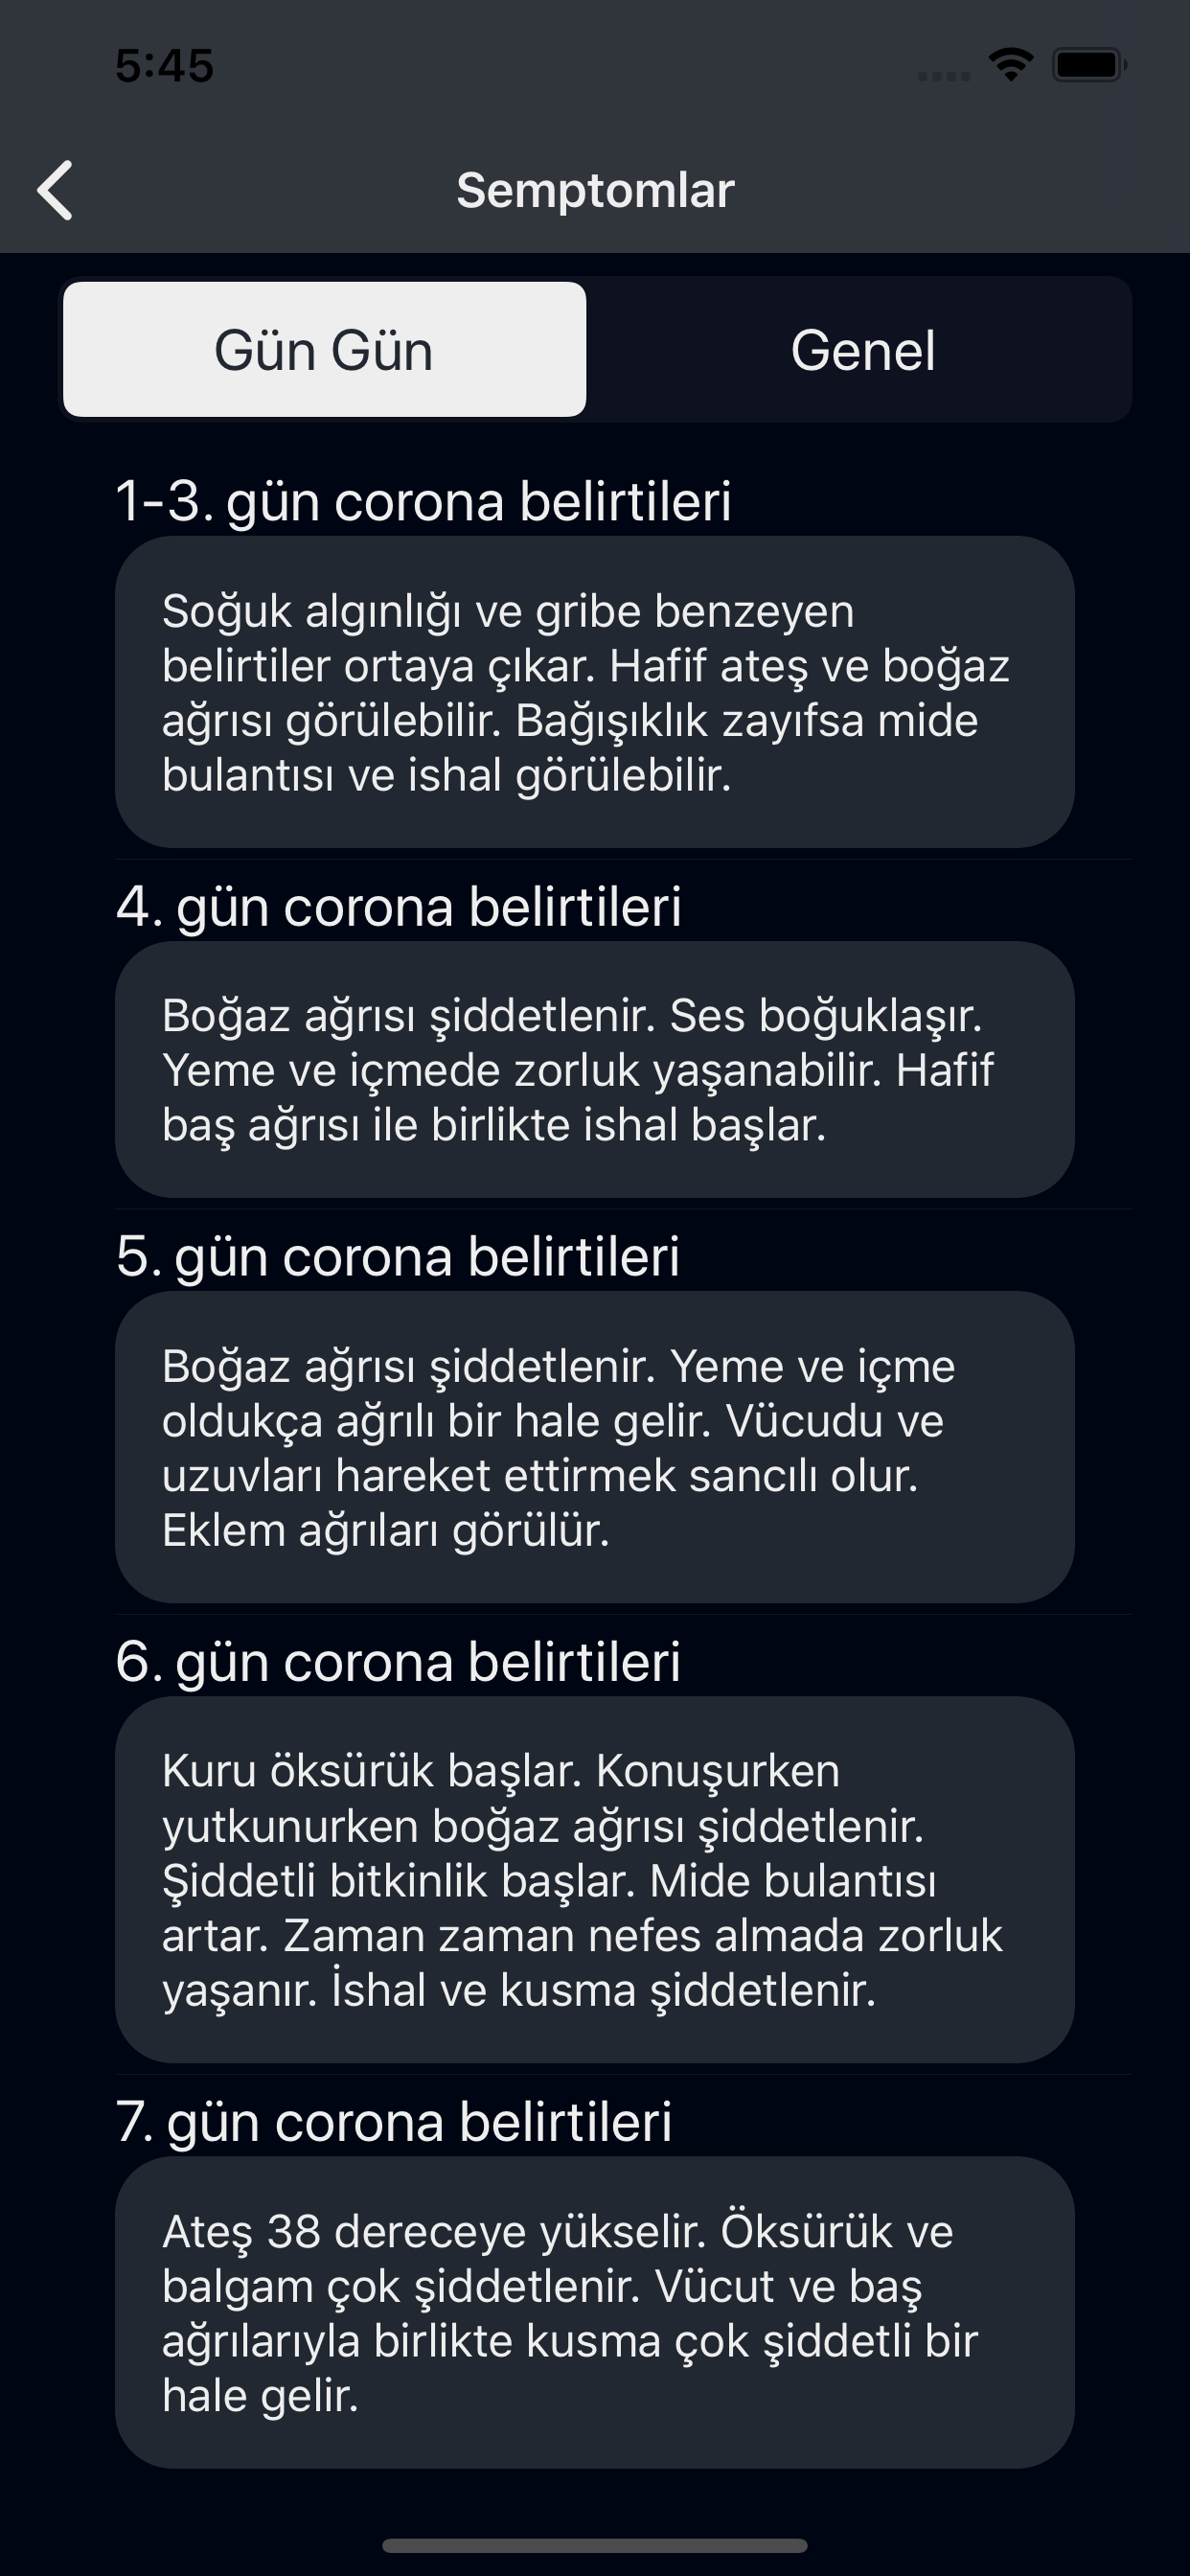 5:45
Semptomlar
Gün Gün
Genel
1-3. gün corona belirtileri
Soğuk algınlığı ve gribe benzeyen
belirtiler ortaya çıkar. Hafif ateş ve boğaz
ağrısı görülebilir. Bağışıklık zayıfsa mide
bulantısı ve ishal görülebilir.
4. gün corona belirtileri
Boğaz ağrısı şiddetlenir. Ses boğuklaşır.
Yeme ve içmede zorluk yaşanabilir. Hafif
baş ağrısı ile birlikte ishal başlar.
5. gün corona belirtileri
Boğaz ağrısı şiddetlenir. Yeme ve içme
oldukça ağrılı bir hale gelir. Vücudu ve
uzuvları hareket ettirmek sancılı olur.
Eklem ağrıları görülür.
6. gün corona belirtileri
Kuru öksürük başlar. Konuşurken
yutkunurken boğaz ağrısı şiddetlenir.
Şiddetli bitkinlik başlar. Mide bulantısı
artar. Zaman zaman nefes almada zorluk
yaşanır. İshal ve kusma şiddetlenir.
7. gün corona belirtileri
Ateş 38 dereceye yükselir. Öksürük ve
balgam çok şiddetlenir. Vücut ve baş
ağrılarıyla birlikte kusma çok şiddetli bir
hale gelir.